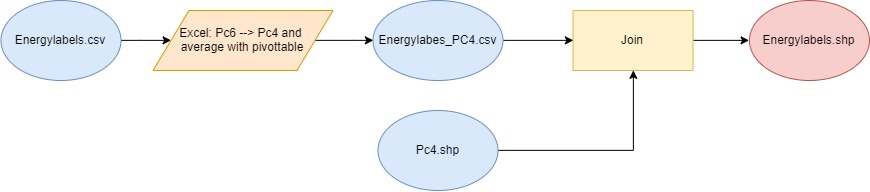 Energylabels.csv
Excel: Pc6 --> Pc4 and
average with pivottable
Energylabes_PC4.csv
Join
Energylabels.shp
Pc4.shp